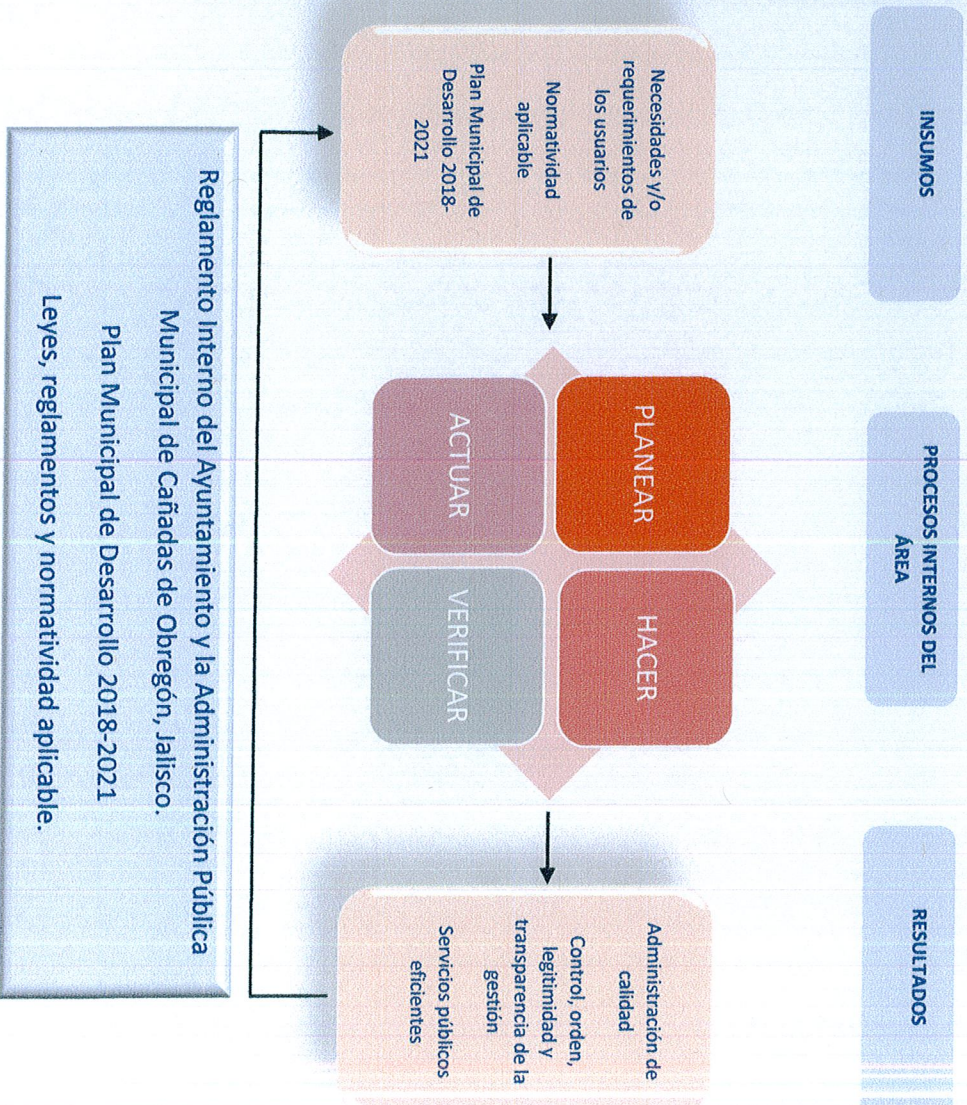 INSUMOS
PROCESOS INTERNOS DEL
ÁREA
RESULTADOS
Necesidades y/o
requerimientos de
los usuarios
Normatividad
aplicable
Plan Municipal de
Desarrollo 2018-
2021
PLANEAR
HACER
ACTUAR
VERIFICAR
Administración de
calidad
Control, orden,
legitimidad y
transparencia de la
gestión
Servicios públicos
eficientes
Reglamento Interno del Ayuntamiento y la Administración Pública
Municipal de Cañadas de Obregón, Jalisco.
Plan Municipal de Desarrollo 2018-2021
Leyes, reglamentos y normatividad aplicable.